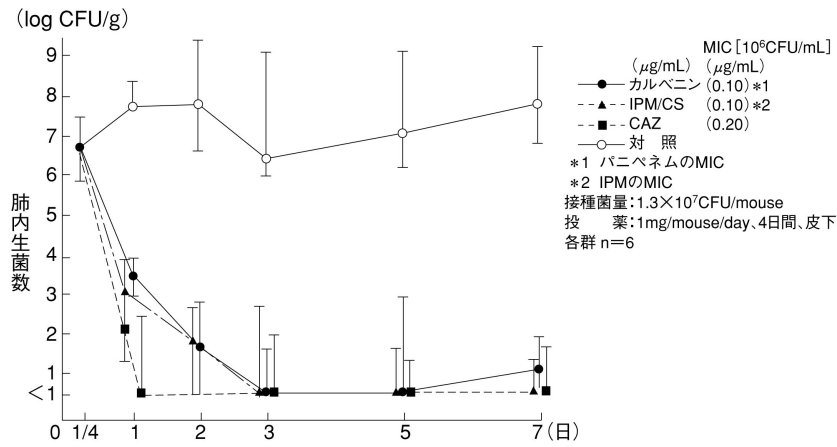 (log CFU/g)
9
8
7
6
5
4
3
2
1
<1
肺内生菌数
0 1/4 1 2 3 5 7(日)
MIC[10⁶CFU/mL]
(μg/mL) (μg/mL)
カルベニン (0.10)*1
IPM/CS (0.10)*2
CAZ (0.20)
対 照
*1 パニペネムのMIC
*2 IPMのMIC
接種菌量:1.3×10⁷CFU/mouse
投 薬:1mg/mouse/day、4日間、皮下
各群 n=6